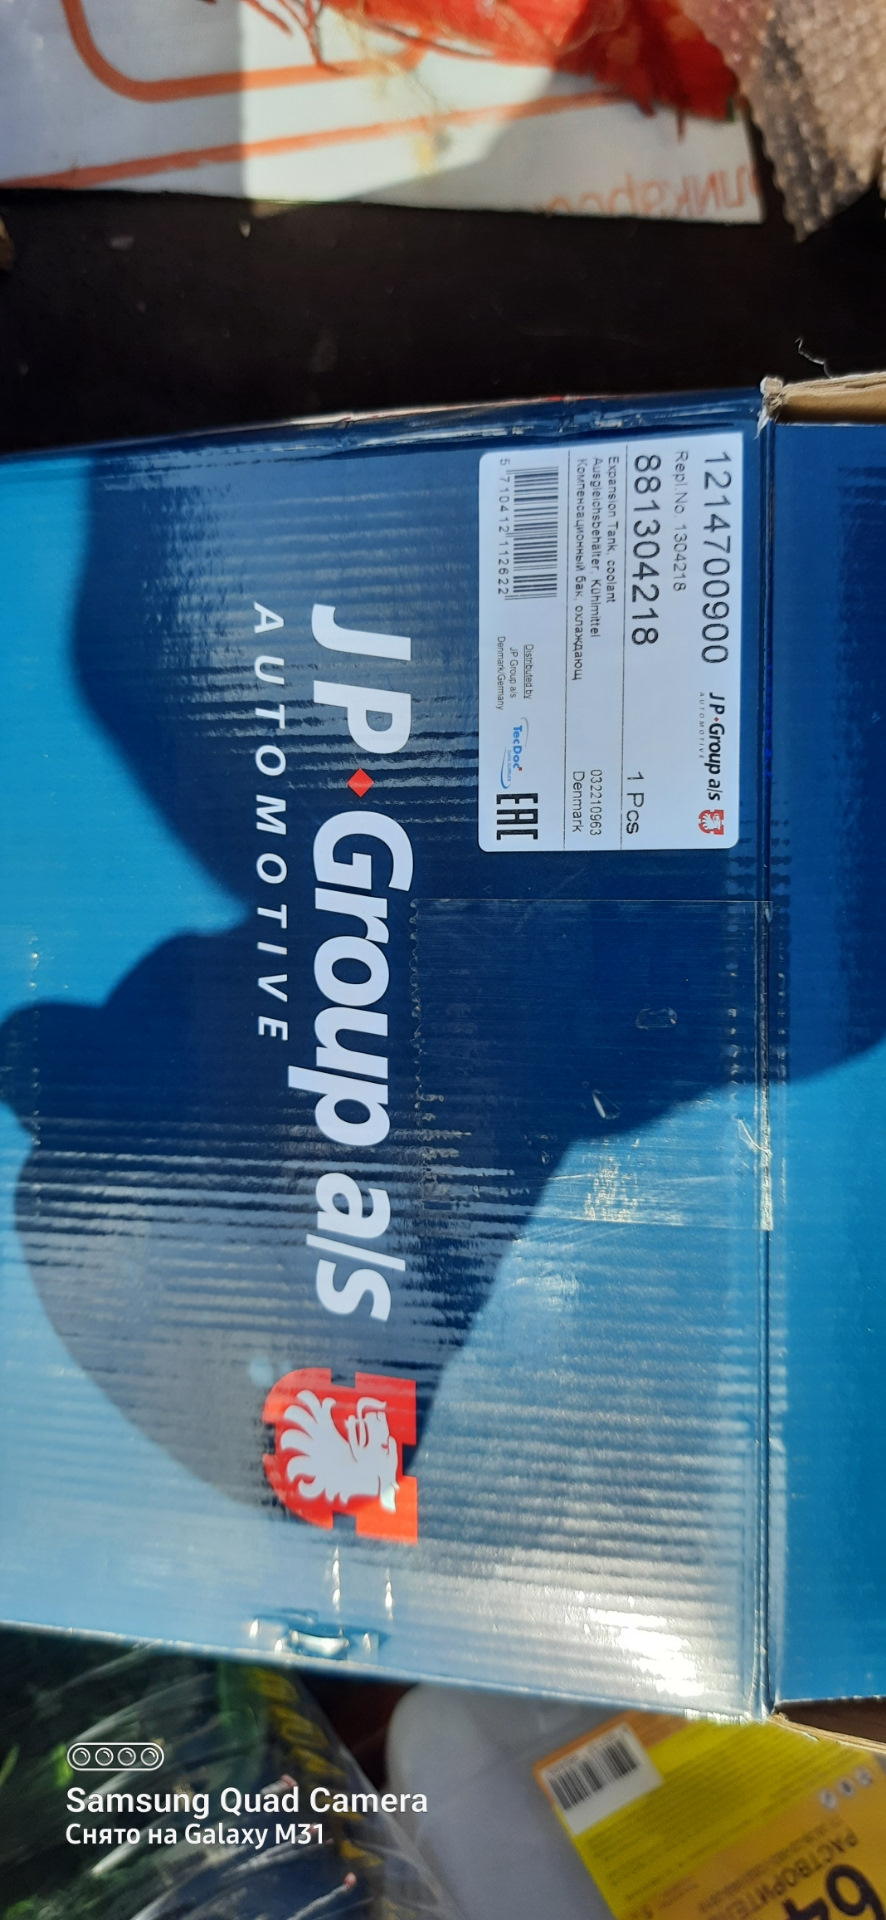 1214700900
JP Group a/s
AUTOMOTIVE
Repl.No. 1304218
881304218
1 Pcs
Expansion Tank, coolant
Ausgleichsbehälter, Kühlmittel
Компенсационный бак, охлаждающ
032210963
Denmark
5 710412 112622
Distributed by
JP Group a/s
Denmark/Germany
TecDoc
EAC
JP Group a/s
AUTOMOTIVE
РАСТВОРИТЕЛ
64
Samsung Quad Camera
Снято на Galaxy M31